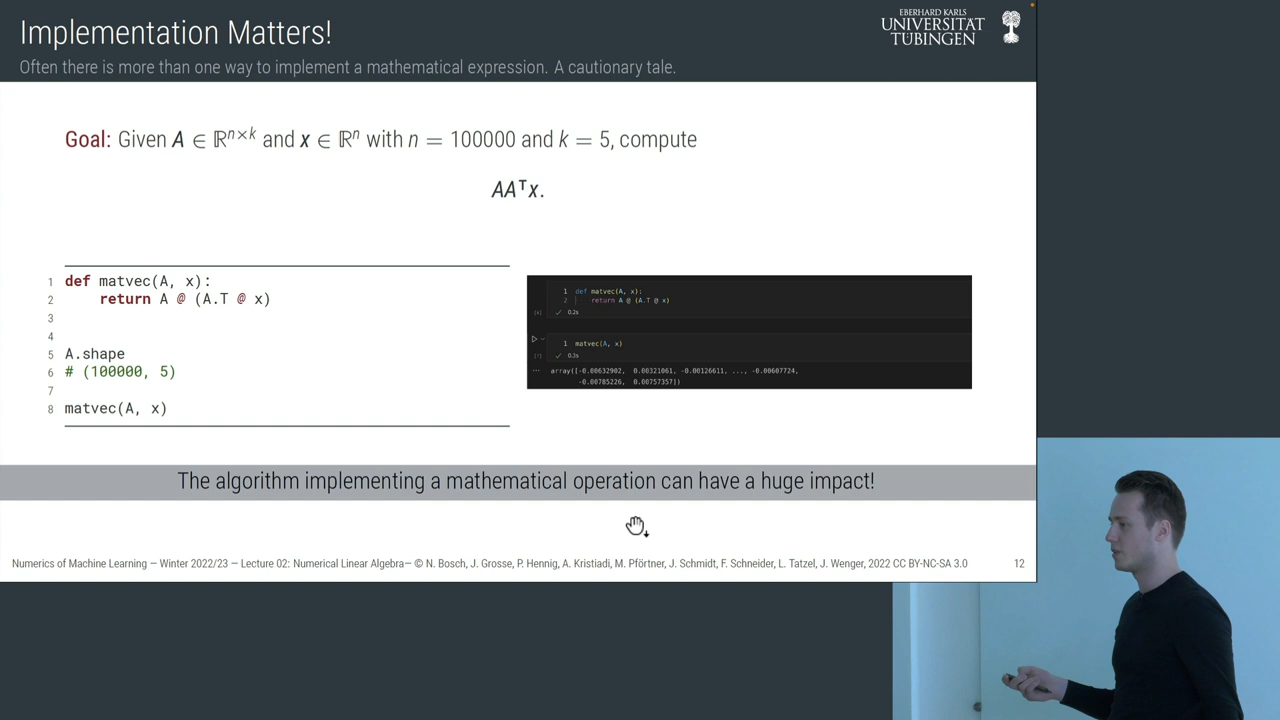 Implementation Matters!
Often there is more than one way to implement a mathematical expression. A cautionary tale.
EBERHARD KARLS
UNIVERSITÄT
TÜBINGEN
Goal: Given A ∈ ℝⁿˣᵏ and x ∈ ℝⁿ with n = 100000 and k = 5, compute
AAᵀx.
1 def matvec(A, x):
2     return A @ (A.T @ x)
3
4
5 A.shape
6 # (100000, 5)
7
8 matvec(A, x)
1 def matvec(A, x):
2     return A @ (A.T @ x)
✓ 0.2s
1 matvec(A, x)
✓ 0.3s
... array([-0.00632902, 0.00321061, -0.00126611, ..., -0.00607724,
-0.00785226, 0.00757357])
The algorithm implementing a mathematical operation can have a huge impact!
Numerics of Machine Learning — Winter 2022/23 — Lecture 02: Numerical Linear Algebra— © N. Bosch, J. Grosse, P. Hennig, A. Kristiadi, M. Pförtner, J. Schmidt, F. Schneider, L. Tatzel, J. Wenger, 2022 CC BY-NC-SA 3.0 12